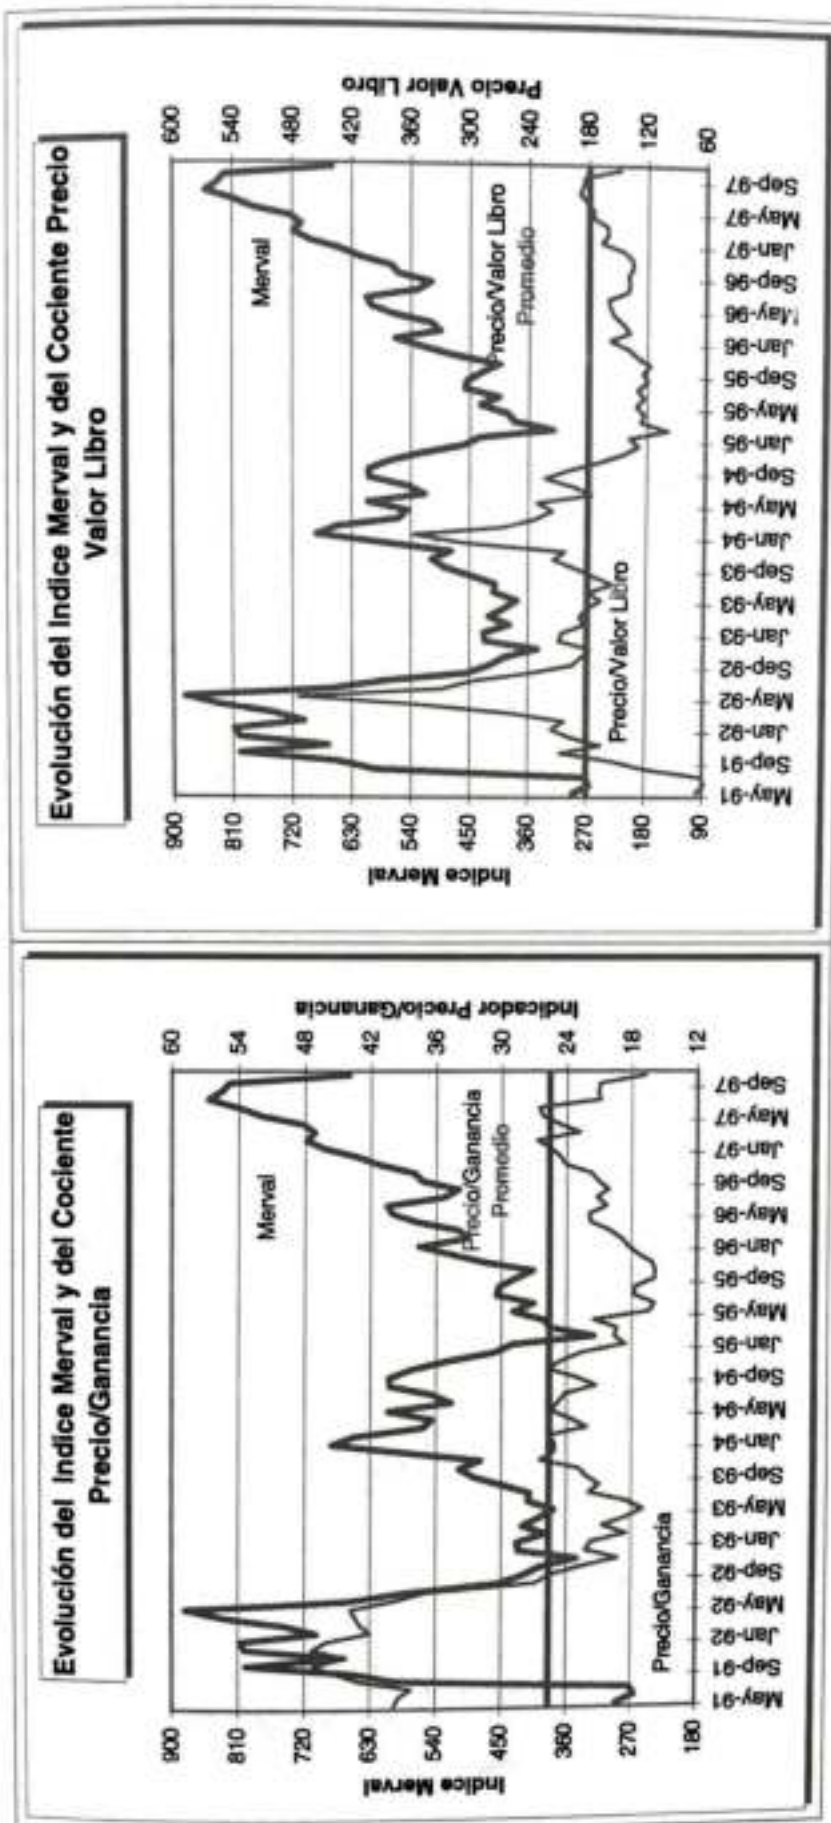 Evolución del Indice Merval y del Cociente
Precio/Ganancia
Indice Merval
900
810
720
630
540
450
360
270
180
Indicador Precio/Ganancia
60
54
48
42
36
30
24
18
12
Merval
Precio/Ganancia
Promedio
Precio/Ganancia
May-91
Sep-91
Jan-92
May-92
Sep-92
Jan-93
May-93
Sep-93
Jan-94
May-94
Sep-94
Jan-95
May-95
Sep-95
Jan-96
May-96
Sep-96
Jan-97
May-97
Sep-97
Evolución del Indice Merval y del Cociente Precio
Valor Libro
Indice Merval
900
810
720
630
540
450
360
270
180
90
Precio Valor Libro
600
540
480
420
360
300
240
180
120
60
Merval
Precio/Valor Libro
Promedio
Precio/Valor Libro
May-91
Sep-91
Jan-92
May-92
Sep-92
Jan-93
May-93
Sep-93
Jan-94
May-94
Sep-94
Jan-95
May-95
Sep-95
Jan-96
May-96
Sep-96
Jan-97
May-97
Sep-97